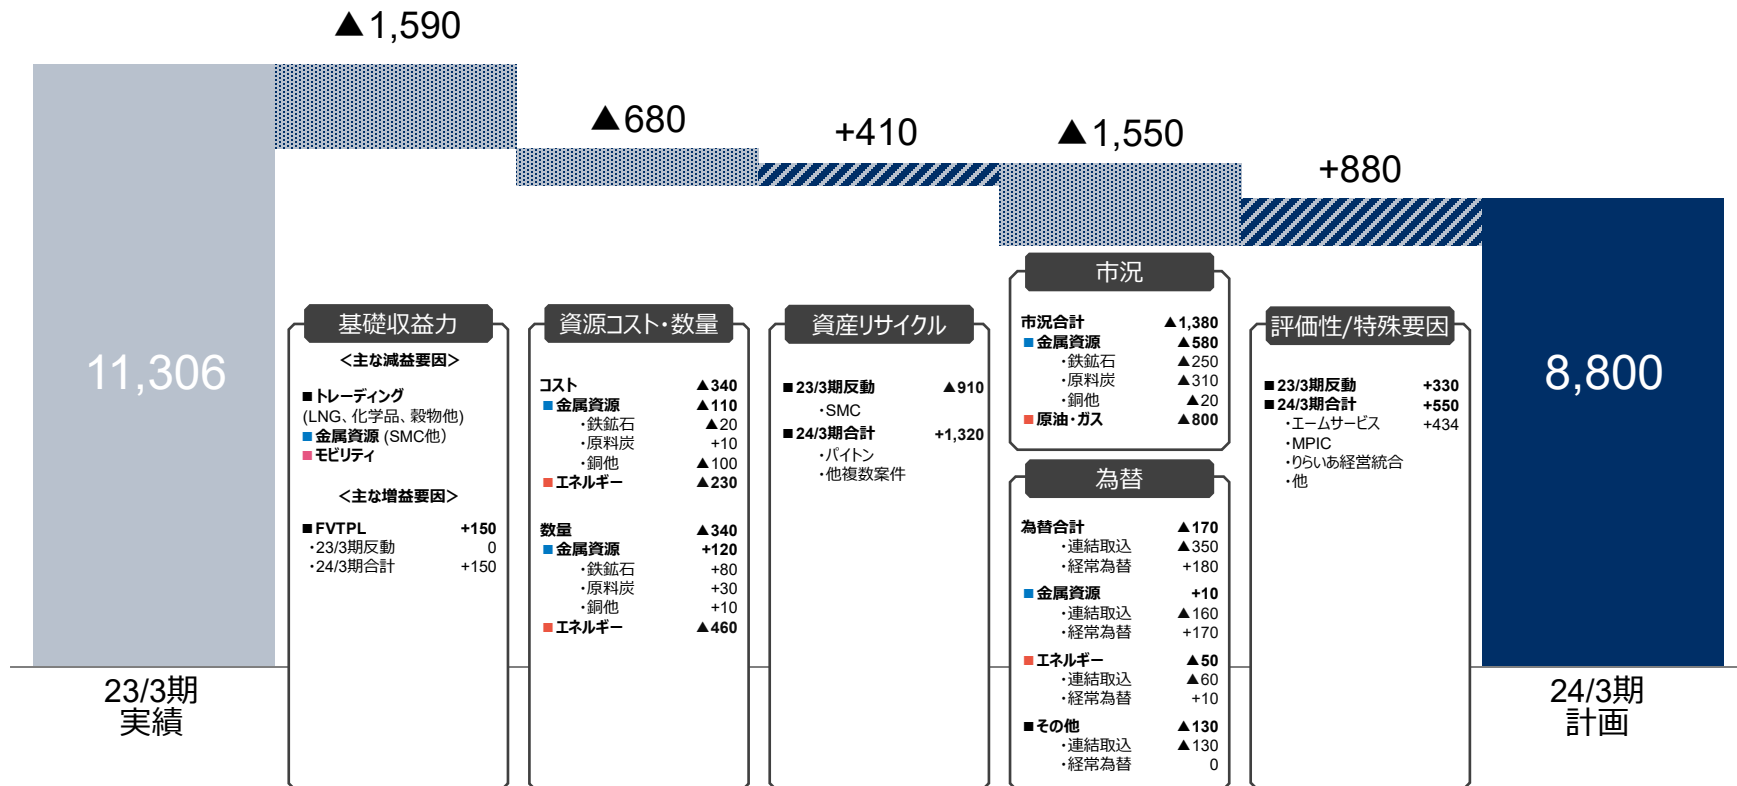 ▲1,590
▲680
+410
▲1,550
+880
11,306
23/3期
実績
基礎収益力
＜主な減益要因＞
■トレーディング
(LNG、化学品、穀物他)
■金属資源 (SMC他）
■モビリティ
＜主な増益要因＞
■FVTPL +150
・23/3期反動 0
・24/3期合計 +150
資源コスト・数量
コスト ▲340
■金属資源 ▲110
・鉄鉱石 ▲20
・原料炭 +10
・銅他 ▲100
■エネルギー ▲230
数量 ▲340
■金属資源 +120
・鉄鉱石 +80
・原料炭 +30
・銅他 +10
■エネルギー ▲460
資産リサイクル
■23/3期反動 ▲910
・SMC
■24/3期合計 +1,320
・パイトン
・他複数案件
市況
市況合計 ▲1,380
■金属資源 ▲580
・鉄鉱石 ▲250
・原料炭 ▲310
・銅他 ▲20
■原油・ガス ▲800
為替
為替合計 ▲170
・連結取込 ▲350
・経常為替 +180
■金属資源 +10
・連結取込 ▲160
・経常為替 +170
■エネルギー ▲50
・連結取込 ▲60
・経常為替 +10
■その他 ▲130
・連結取込 ▲130
・経常為替 0
評価性/特殊要因
■23/3期反動 +330
■24/3期合計 +550
・エームサービス +434
・MPIC
・りらいあ経営統合
・他
8,800
24/3期
計画